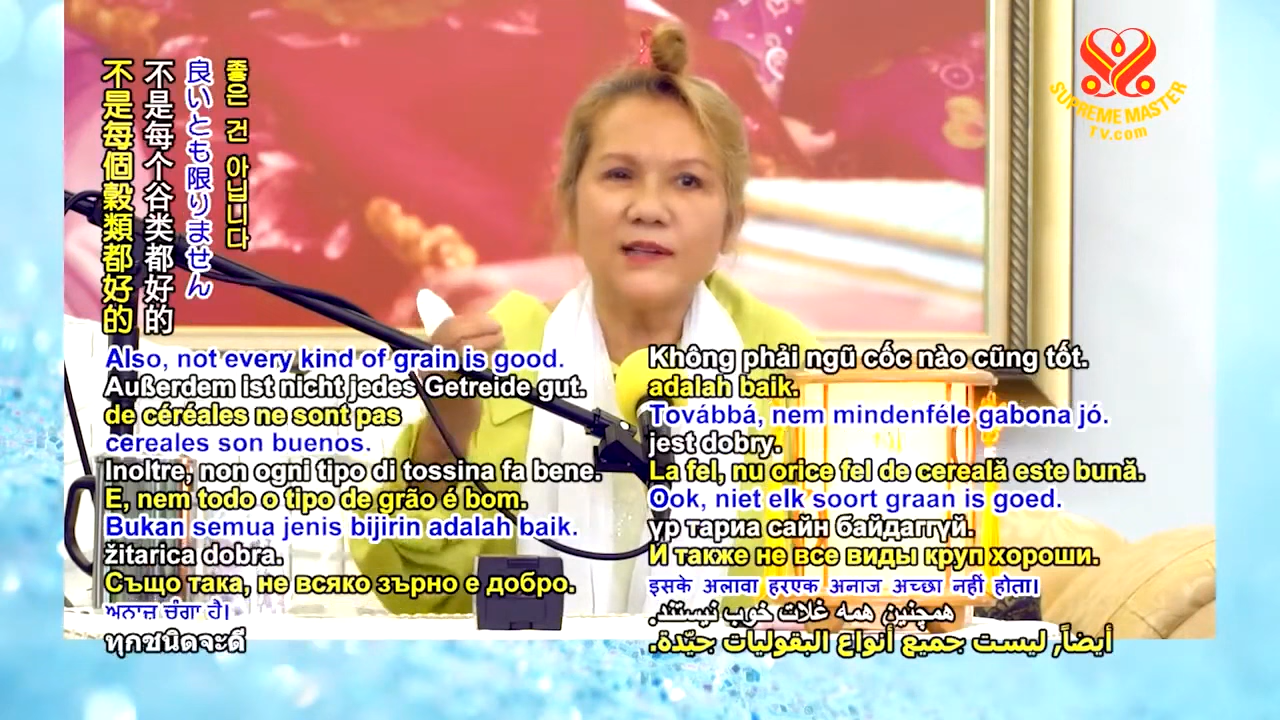 不是每個穀類都好的
不是每个谷类都好的
良いとも限りません
좋은 건 아닙니다
SUPREME MASTER
TV.com
Also, not every kind of grain is good.
Außerdem ist nicht jedes Getreide gut.
de céréales ne sont pas
cereales son buenos.
Inoltre, non ogni tipo di tossina fa bene.
E, nem todo o tipo de grão é bom.
Bukan semua jenis bijirin adalah baik.
žitarica dobra.
Също така, не всяко зърно е добро.
ਅਨਾਜ ਚੰਗਾ ਹੈ।
ทุกชนิดจะดี
Không phải ngũ cốc nào cũng tốt.
adalah baik.
Továbbá, nem mindenféle gabona jó.
jest dobry.
La fel, nu orice fel de cereală este bună.
Ook, niet elk soort graan is goed.
үр тариа сайн байдаггүй.
И также не все виды круп хороши.
इसके अलावा हरएक अनाज अच्छा नहीं होता।
همچنین همه غلات خوب نیستند.
أيضاً, ليست جميع أنواع البقوليات جيّدة.